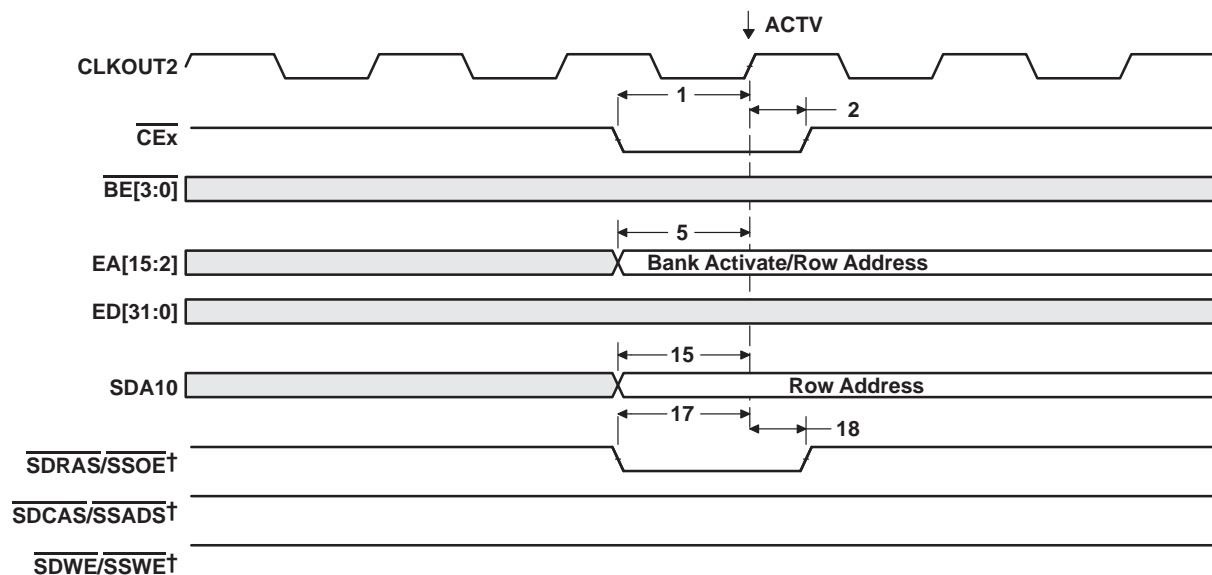 ACTV
CLKOUT2
1
2
CEx
BE[3:0]
5
EA[15:2]
Bank Activate/Row Address
ED[31:0]
15
SDA10
Row Address
17
18
SDRAS/SSOE†
SDCAS/SSADS†
SDWE/SSWE†